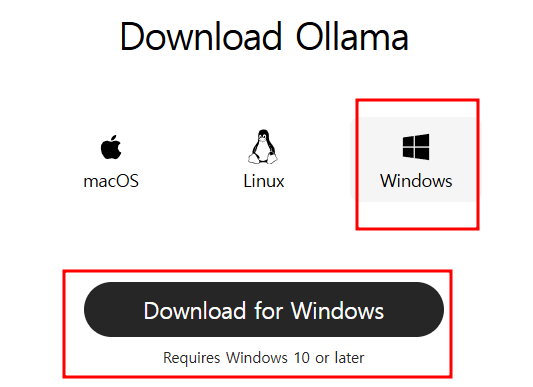 Download Ollama
macOS
Linux
Windows
Download for Windows
Requires Windows 10 or later